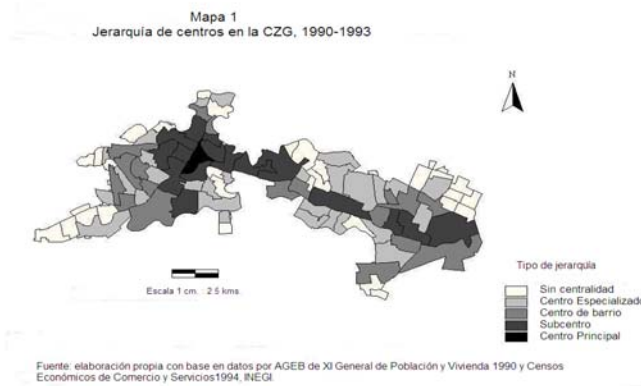 Mapa 1
Jerarquía de centros en la CZG, 1990-1993
N
Escala 1 cm. : 2.5 kms.
Tipo de jerarquía
Sin centralidad
Centro Especializado
Centro de barrio
Subcentro
Centro Principal
Fuente: elaboración propia con base en datos por AGEB de XI General de Población y Vivienda 1990 y Censos
Económicos de Comercio y Servicios1994, INEGI.